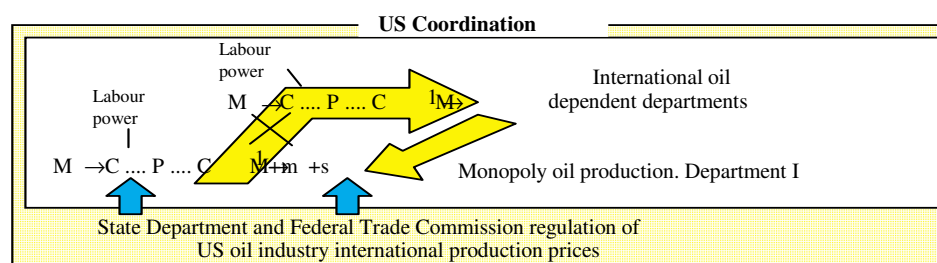 US Coordination
Labour
power
M →C .... P .... C ¹M→
International oil
dependent departments
Labour
power
M →C .... P .... C M+m +s
Monopoly oil production. Department I
State Department and Federal Trade Commission regulation of
US oil industry international production prices